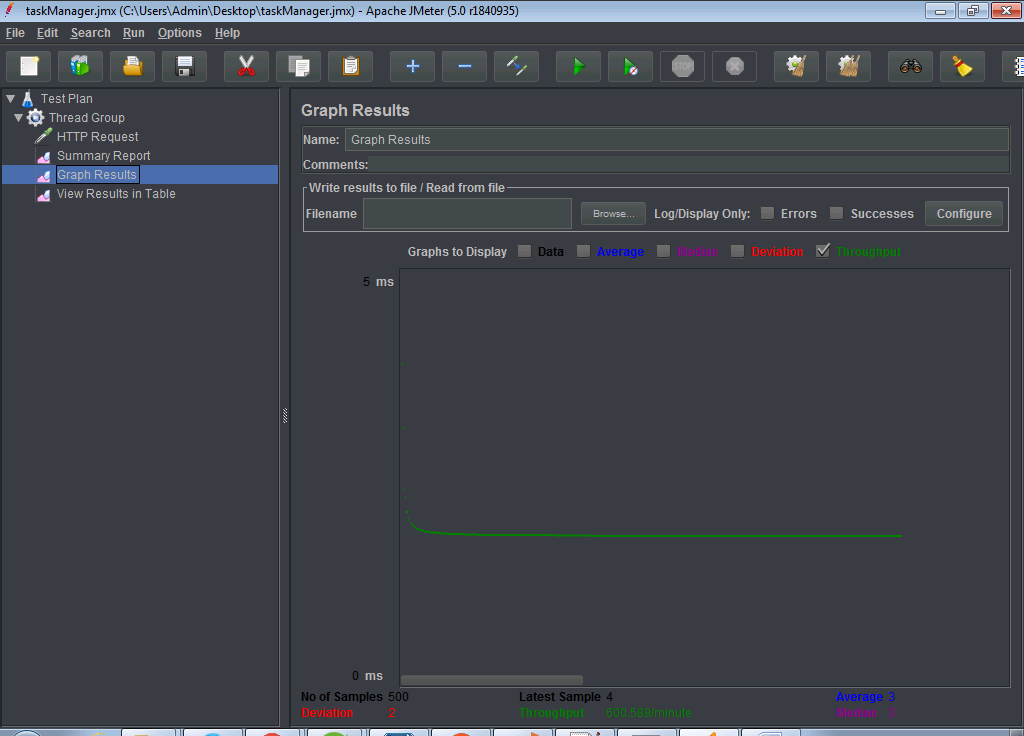 taskManager.jmx (C:\Users\Admin\Desktop\taskManager.jmx) - Apache JMeter (5.0 r1840935)
File Edit Search Run Options Help
STOP
Test Plan
Thread Group
HTTP Request
Summary Report
Graph Results
View Results in Table
Graph Results
Name: Graph Results
Comments:
Write results to file / Read from file
Filename Browse... Log/Display Only: Errors Successes Configure
Graphs to Display Data Average Median Deviation Throughput
5 ms
0 ms
No of Samples 500 Latest Sample 4 Average 3
Deviation 2 Throughput 600.589/minute Median